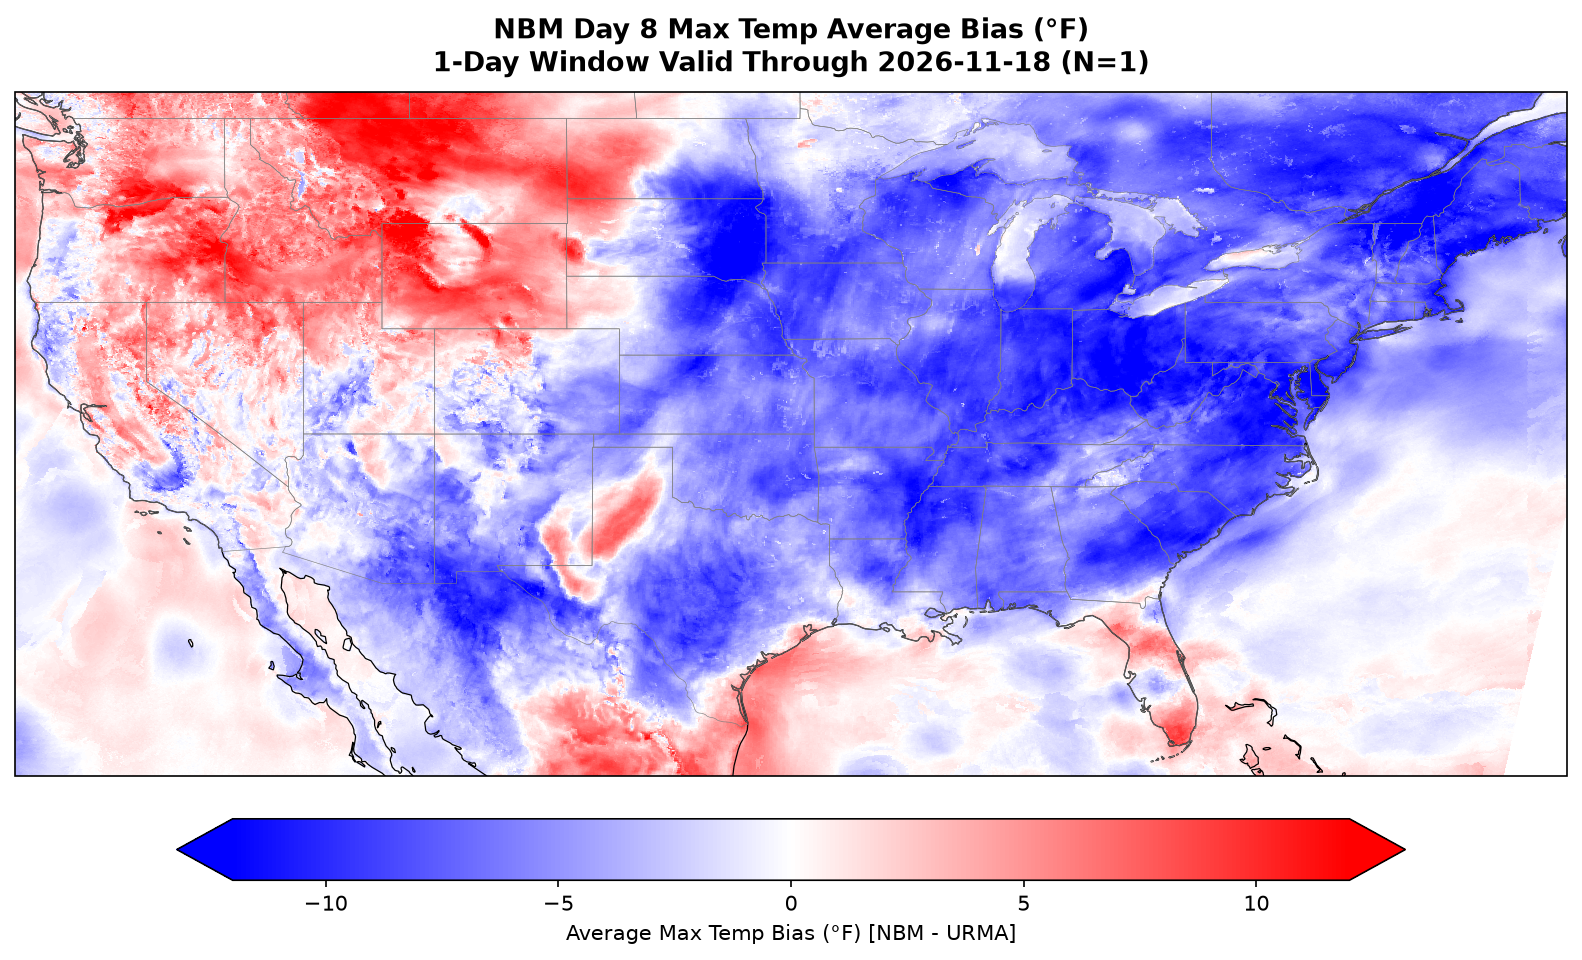 NBM Day 8 Max Temp Average Bias (°F)
1-Day Window Valid Through 2026-11-18 (N=1)
−10 −5 0 5 10
Average Max Temp Bias (°F) [NBM - URMA]